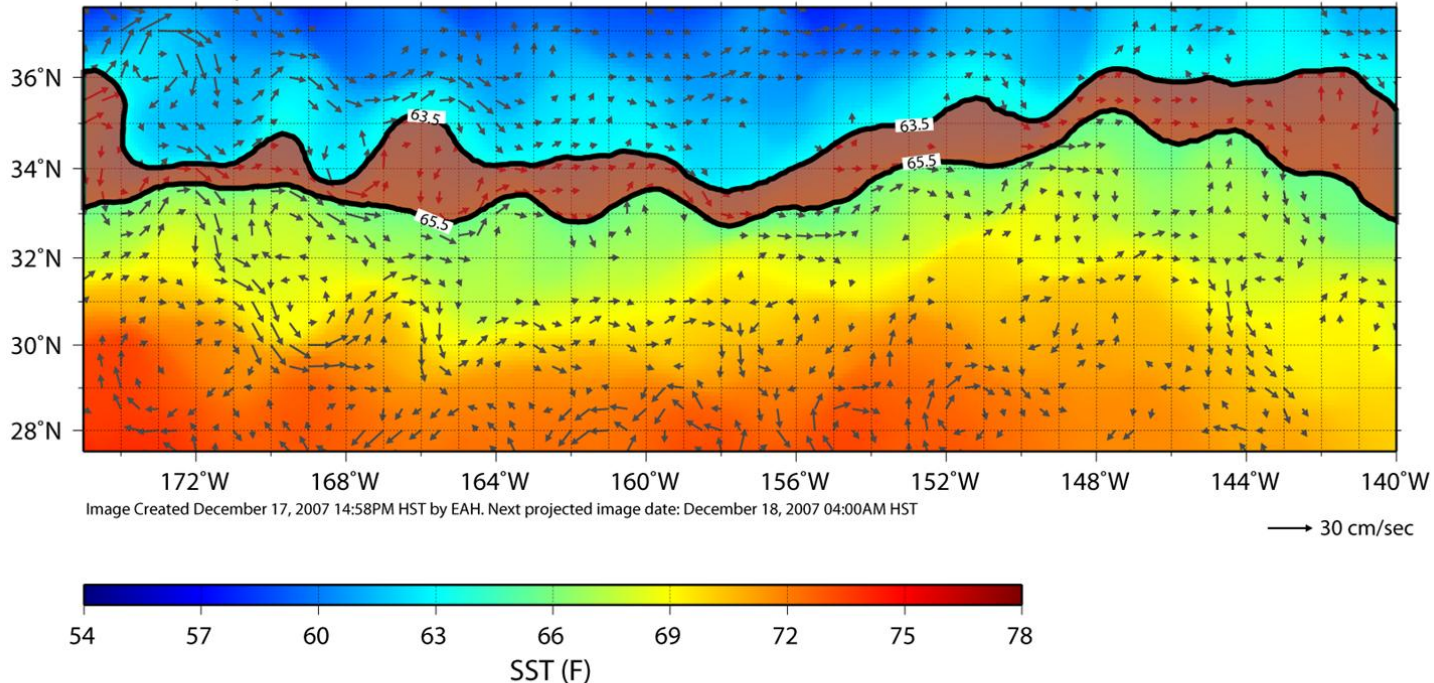 36°N
63.5
63.5
34°N
65.5
65.5
32°N
30°N
28°N
172°W 168°W 164°W 160°W 156°W 152°W 148°W 144°W 140°W
Image Created December 17, 2007 14:58PM HST by EAH. Next projected image date: December 18, 2007 04:00AM HST
30 cm/sec
54 57 60 63 66 69 72 75 78
SST (F)